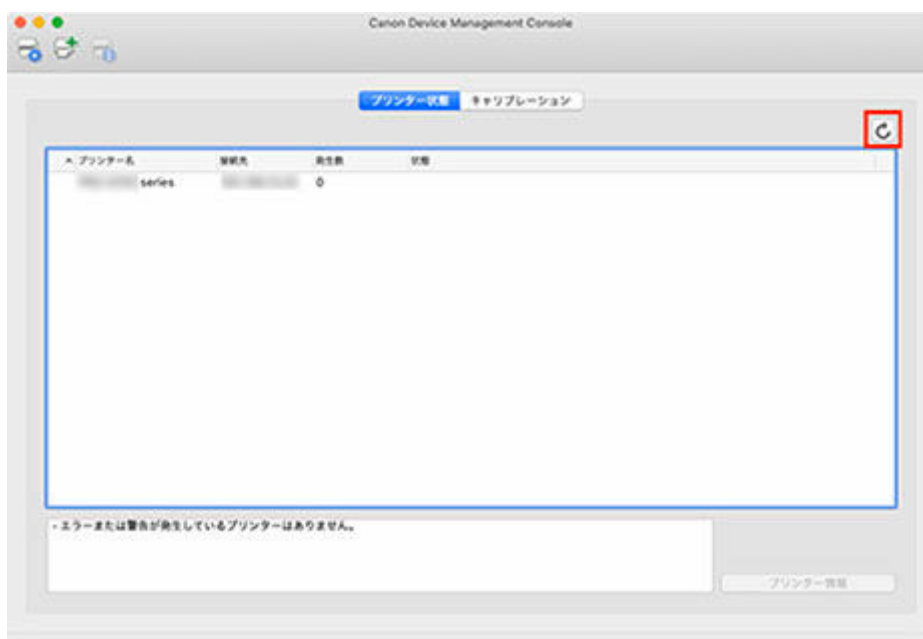 Canon Device Management Console
プリンター状態 キャリブレーション
プリンター名 接続先 発生数 状態
series 0
・エラーまたは警告が発生しているプリンターはありません。
プリンター情報